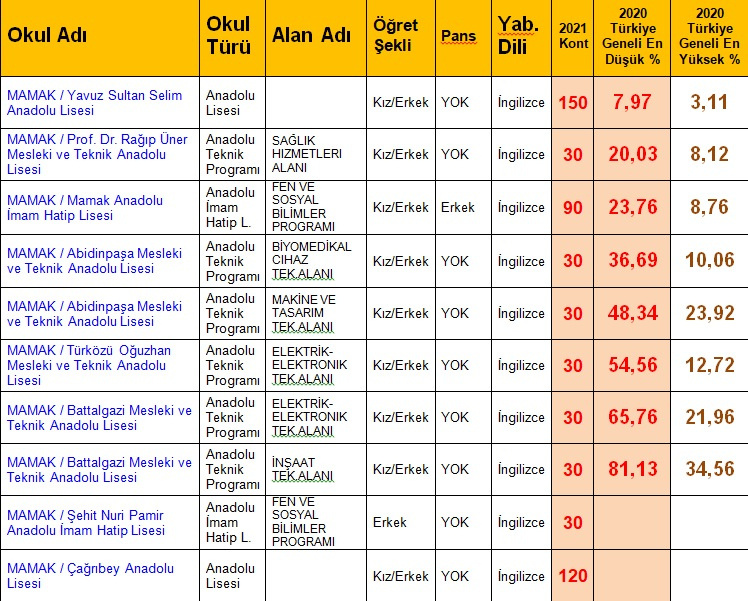 Okul Adı
Okul Türü
Alan Adı
Öğret Şekli
Pans
Yab. Dili
2021 Kont
2020 Türkiye Geneli En Düşük %
2020 Türkiye Geneli En Yüksek %
MAMAK / Yavuz Sultan Selim
Anadolu Lisesi
Anadolu
Lisesi
Kız/Erkek
YOK
İngilizce
150
7,97
3,11
MAMAK / Prof. Dr. Rağıp Üner
Mesleki ve Teknik Anadolu
Lisesi
Anadolu
Teknik
Programı
SAĞLIK
HIZMETLERI
ALANI
Kız/Erkek
YOK
İngilizce
30
20,03
8,12
MAMAK / Mamak Anadolu
İmam Hatip Lisesi
Anadolu
İmam
Hatip L.
FEN VE
SOSYAL
BİLİMLER
PROGRAMI
Kız/Erkek
Erkek
İngilizce
90
23,76
8,76
MAMAK / Abidinpaşa Mesleki
ve Teknik Anadolu Lisesi
Anadolu
Teknik
Programı
BİYOMEDİKAL
CIHAZ
TEK.ALANI
Kız/Erkek
YOK
İngilizce
30
36,69
10,06
MAMAK / Abidinpaşa Mesleki
ve Teknik Anadolu Lisesi
Anadolu
Teknik
Programı
MAKİNE VE
TASARIM
TEK.ALANI
Kız/Erkek
YOK
İngilizce
30
48,34
23,92
MAMAK / Türközü Oğuzhan
Mesleki ve Teknik Anadolu
Lisesi
Anadolu
Teknik
Programı
ELEKTRİK-
ELEKTRONIK
TEK.ALANI
Kız/Erkek
YOK
İngilizce
30
54,56
12,72
MAMAK / Battalgazi Mesleki ve
Teknik Anadolu Lisesi
Anadolu
Teknik
Programı
ELEKTRİK-
ELEKTRONIK
TEK.ALANI
Kız/Erkek
YOK
İngilizce
30
65,76
21,96
MAMAK / Battalgazi Mesleki ve
Teknik Anadolu Lisesi
Anadolu
Teknik
Programı
İNŞAAT
TEK.ALANI
Kız/Erkek
YOK
İngilizce
30
81,13
34,56
MAMAK / Şehit Nuri Pamir
Anadolu İmam Hatip Lisesi
Anadolu
İmam
Hatip L.
FEN VE
SOSYAL
BİLİMLER
PROGRAMI
Erkek
YOK
İngilizce
30
MAMAK / Çağrıbey Anadolu
Lisesi
Anadolu
Lisesi
Kız/Erkek
YOK
İngilizce
120